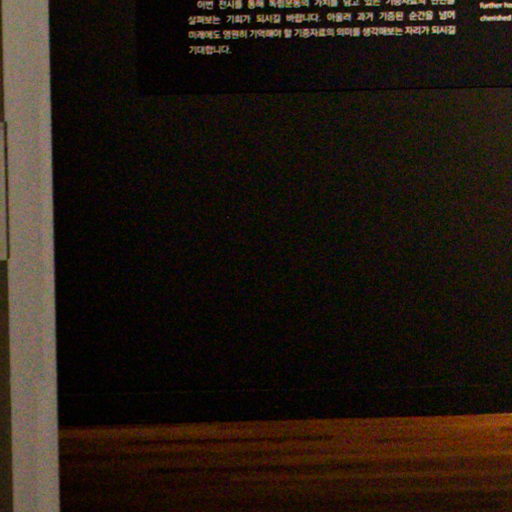 이번 전시를 통해 독립운동의 가치를 담고 있는 기증자료의 면면을
살펴보는 기회가 되시길 바랍니다. 아울러 과거 기증된 순간을 넘어
미래에도 영원히 기억해야 할 기증자료의 의미를 생각해보는 자리가 되시길
기대합니다.
further
cherished